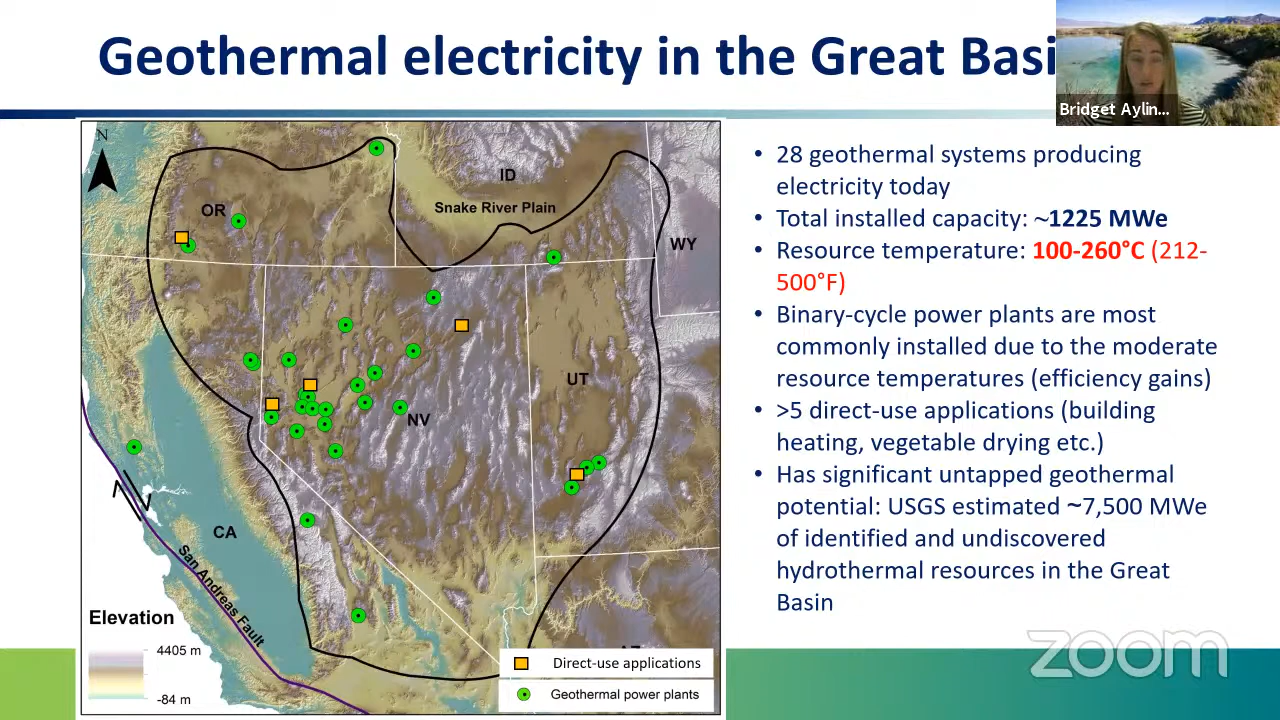 Geothermal electricity in the Great Basi
Bridget Aylin...
N
OR
ID
Snake River Plain
WY
UT
NV
CA
San Andreas Fault
Elevation
4405 m
-84 m
Direct-use applications
Geothermal power plants
• 28 geothermal systems producing
electricity today
• Total installed capacity: ~1225 MWe
• Resource temperature: 100-260°C (212-
500°F)
• Binary-cycle power plants are most
commonly installed due to the moderate
resource temperatures (efficiency gains)
• >5 direct-use applications (building
heating, vegetable drying etc.)
• Has significant untapped geothermal
potential: USGS estimated ~7,500 MWe
of identified and undiscovered
hydrothermal resources in the Great
Basin
zoom